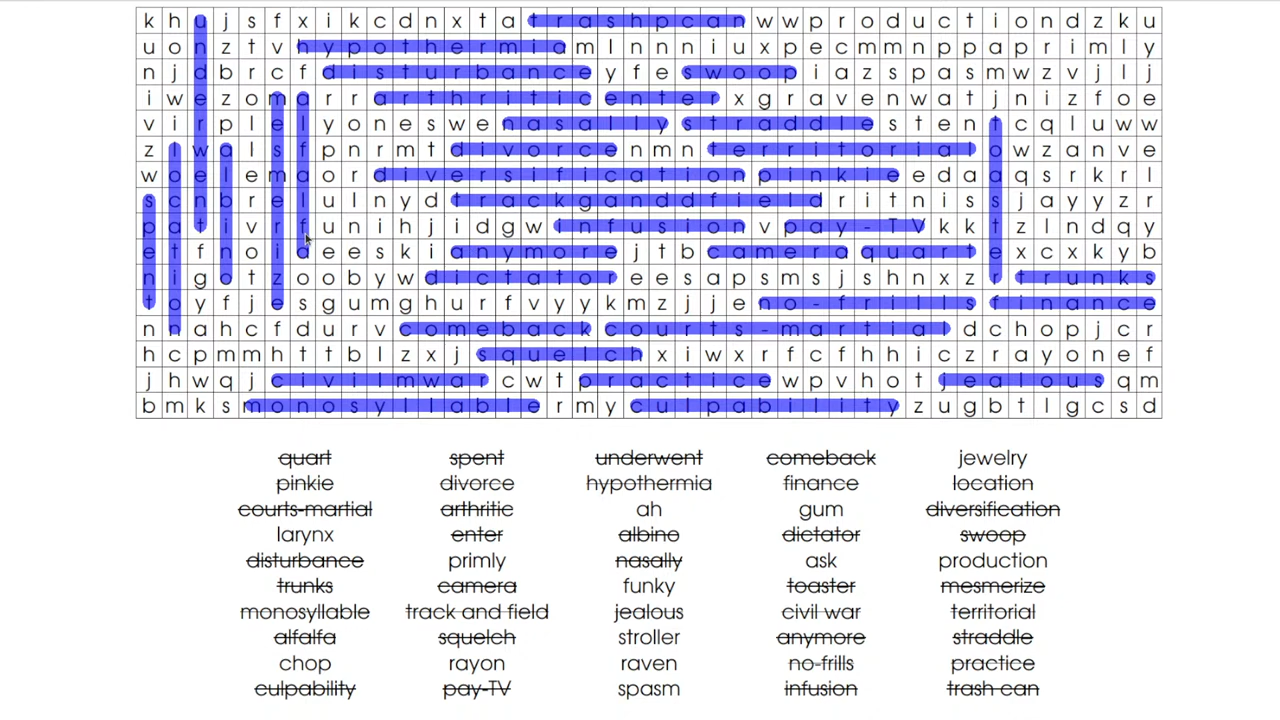 k h u j s f x i k c d n x t a t r a s h p c a n w w p r o d u c t i o n d z k u
u o n z t v h y p o t h e r m i a m l n n n i u x p e c m m n p p a p r i m l y
n j d b r c f d i s t u r b a n c e y f e s w o o p i a z s p a s m w z v j l j
i w e z o m a r r a r t h r i t i c e n t e r x g r a v e n w a t j n i z f o e
v i r p l e l y o n e s w e n a s a l l y s t r a d d l e s t e n t c q l u w w
z l w a l s f p n r m t d i v o r c e n m n t e r r i t o r i a l o w z a n v e
w o e l e m a o r d i v e r s i f i c a t i o n p i n k i e e d a a q s r k r l
s c n b r e l u l n y d t r a c k g a n d d f i e l d r i t n i s s j a y y z r
p a t i v r f u n i h j i d g w i n f u s i o n v p a y - T V k k t z l n d q y
e t f n o i d e e s k i a n y m o r e j t b c a m e r a q u a r t e x c x k y b
n i g o t z o o b y w d i c t a t o r e e s a p s m s j s h n x z r t r u n k s
t o y f j e s g u m g h u r f v y y k m z j j e n o - f r i l l s f i n a n c e
n n a h c f d u r v c o m e b a c k c o u r t s - m a r t i a l d c h o p j c r
h c p m m h t t b l z x j s q u e l c h x i w x r f c f h h i c z r a y o n e f
j h w q j c i v i l m w a r c w t p r a c t i c e w p v h o t j e a l o u s q m
b m k s m o n o s y l l a b l e r m y c u l p a b i l i t y z u g b t l g c s d
quart spent underwent comeback jewelry
pinkie divorce hypothermia finance location
courts-martial arthritic ah gum diversification
larynx enter albino dictator swoop
disturbance primly nasally ask production
trunks camera funky toaster mesmerize
monosyllable track and field jealous civil war territorial
alfalfa squelch stroller anymore straddle
chop rayon raven no-frills practice
culpability pay-TV spasm infusion trash can